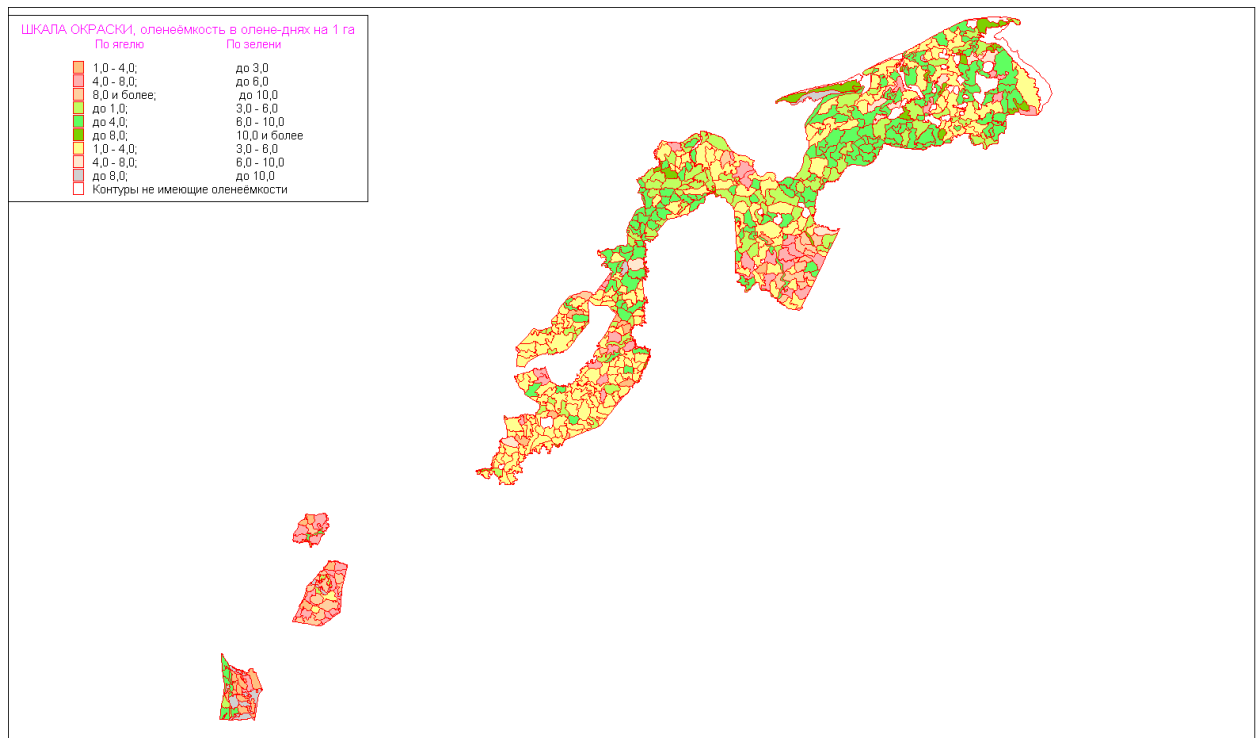 ШКАЛА ОКРАСКИ, оленеёмкость в олене-днях на 1 га
По ягелю По зелени
1,0 - 4,0; до 3,0
4,0 - 8,0; до 6,0
8,0 и более; до 10,0
до 1,0; 3,0 - 6,0
до 4,0; 6,0 - 10,0
до 8,0; 10,0 и более
1,0 - 4,0; 3,0 - 6,0
4,0 - 8,0; 6,0 - 10,0
до 8,0; до 10,0
Контуры не имеющие оленеёмкости